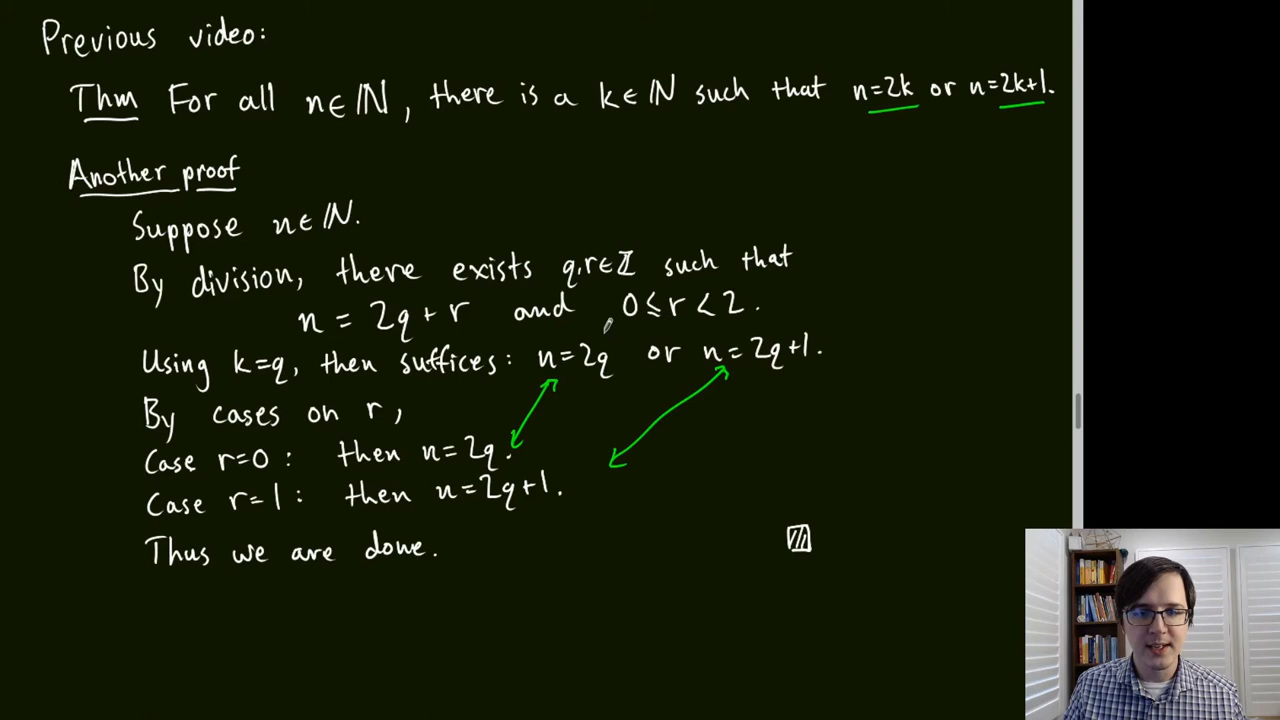 Previous video:
Thm For all n∈ℕ, there is a k∈ℕ such that n=2k or n=2k+1.
Another proof
Suppose n∈ℕ.
By division, there exists q,r∈ℤ such that
n = 2q+r and 0≤r<2.
Using k=q, then suffices: n=2q or n=2q+1.
By cases on r,
Case r=0: then n=2q.
Case r=1: then n=2q+1.
Thus we are done.